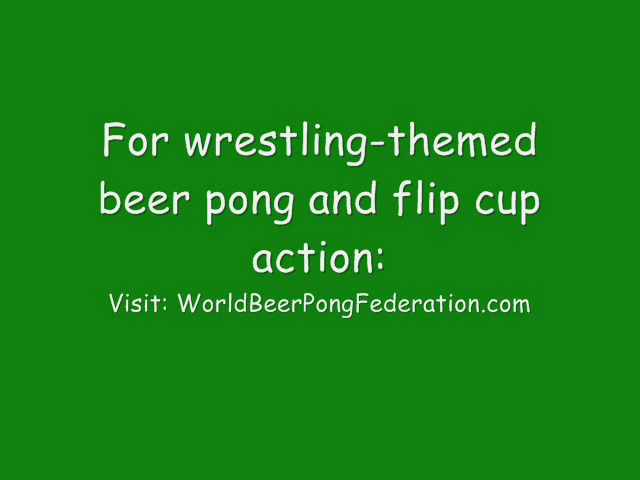 For wrestling-themed
beer pong and flip cup
action:
Visit: WorldBeerPongFederation.com